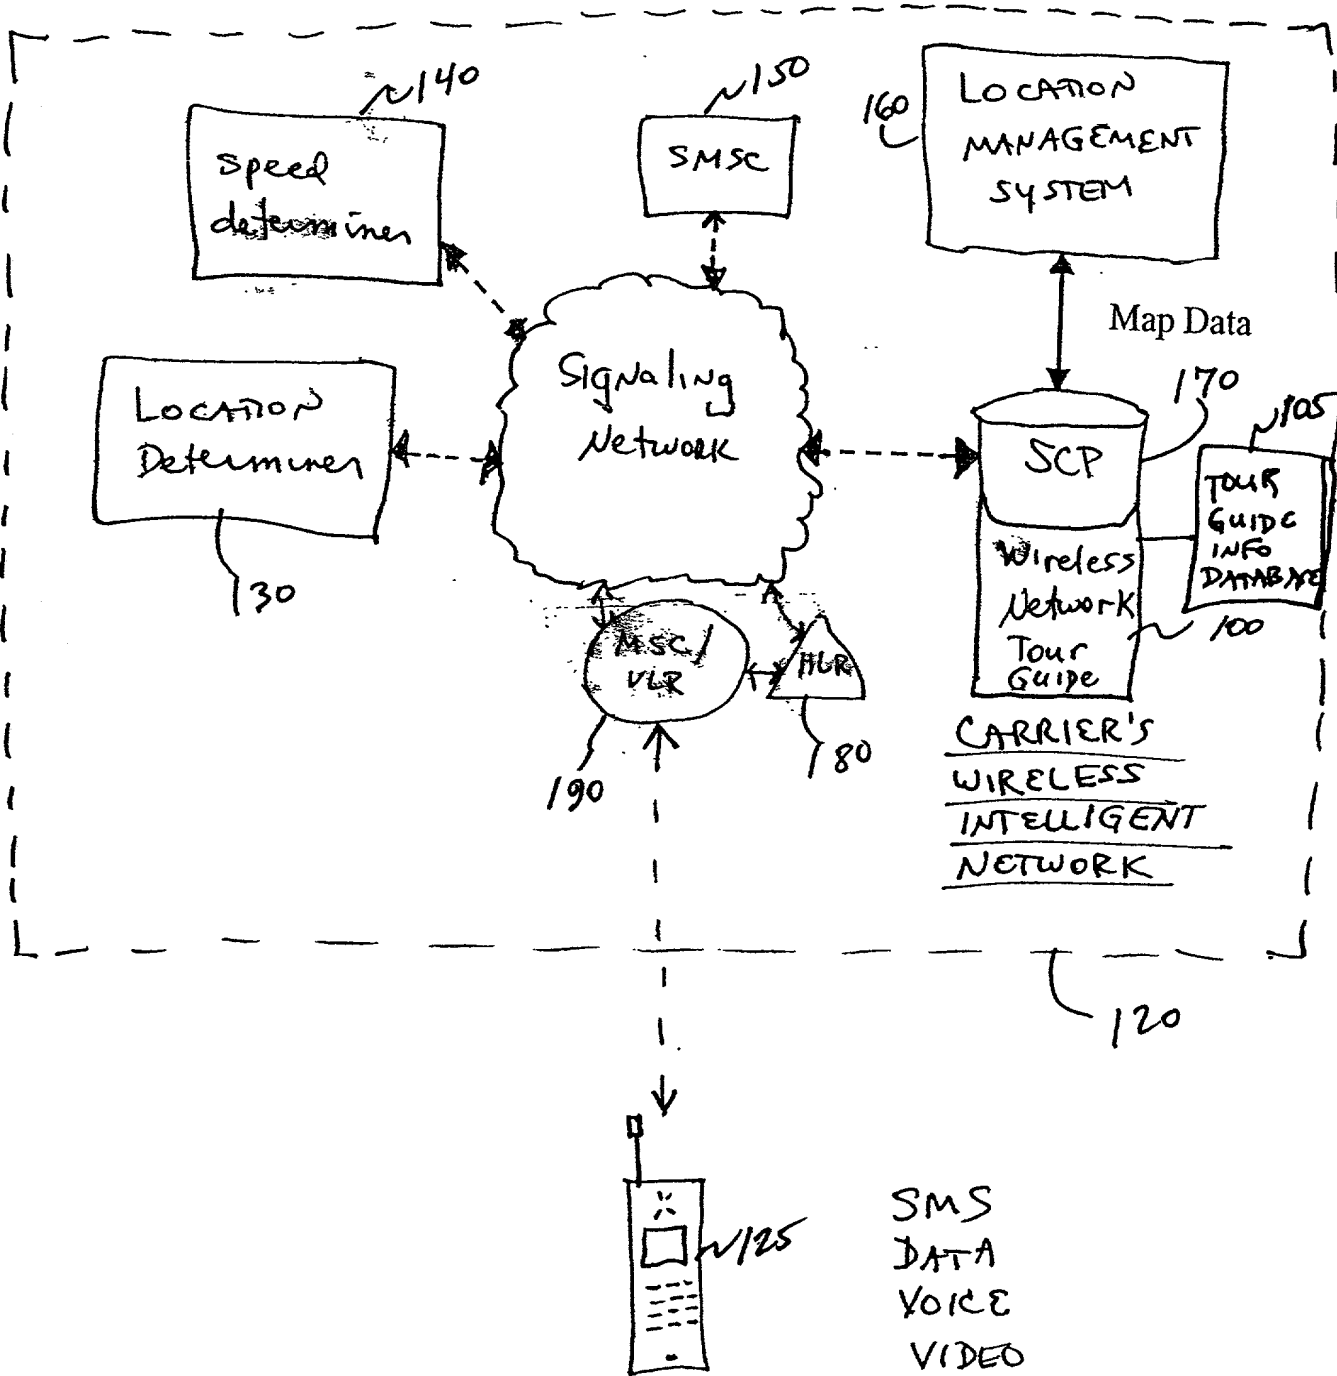 140
Speed
determiner
150
SMSC
160
LOCATION
MANAGEMENT
SYSTEM
Map Data
LOCATION
Determiner
130
Signaling
Network
170
SCP
105
TOUR
GUIDE
INFO
DATABASE
Wireless
Network
Tour
GUIDE
100
MSC/
VLR
HLR
190
180
CARRIER'S
WIRELESS
INTELLIGENT
NETWORK
120
125
SMS
DATA
VOICE
VIDEO